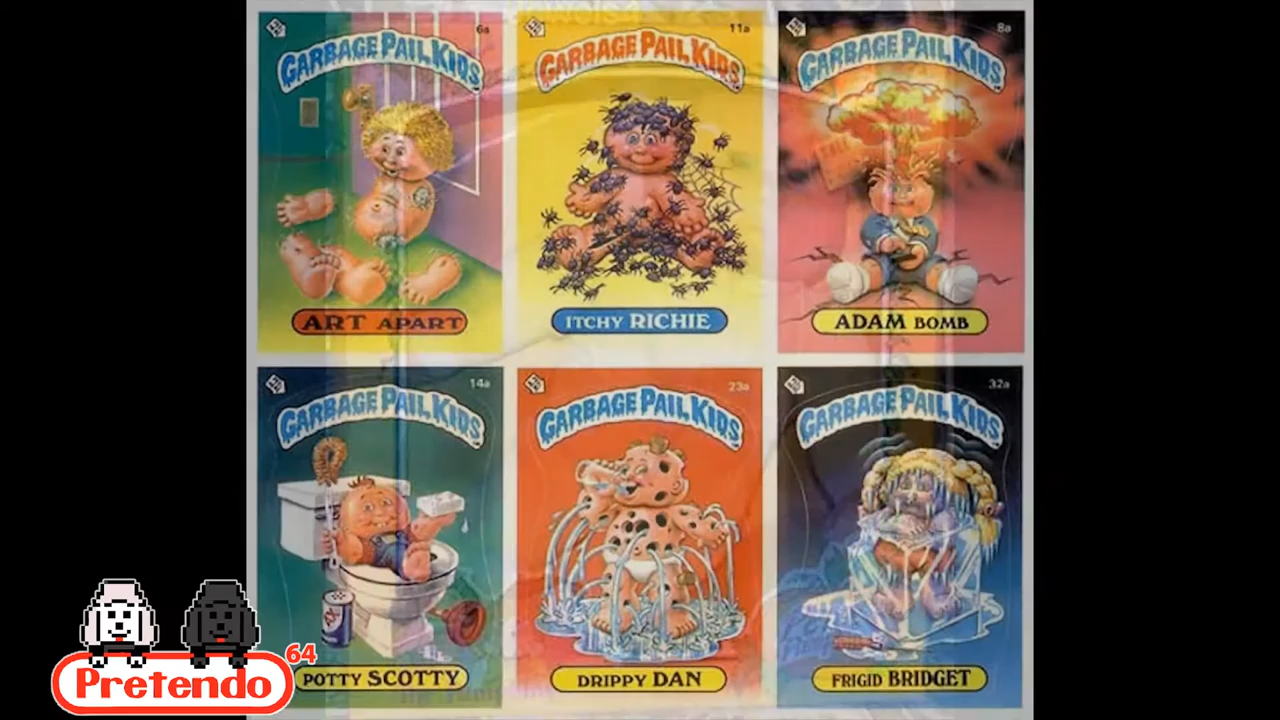 6a
GARBAGE PAIL KIDS
ART APART
11a
GARBAGE PAIL KIDS
ITCHY RICHIE
8a
GARBAGE PAIL KIDS
ADAM BOMB
14a
GARBAGE PAIL KIDS
POTTY SCOTTY
23a
GARBAGE PAIL KIDS
DRIPPY DAN
32a
GARBAGE PAIL KIDS
FRIGID BRIDGET
Pretendo 64